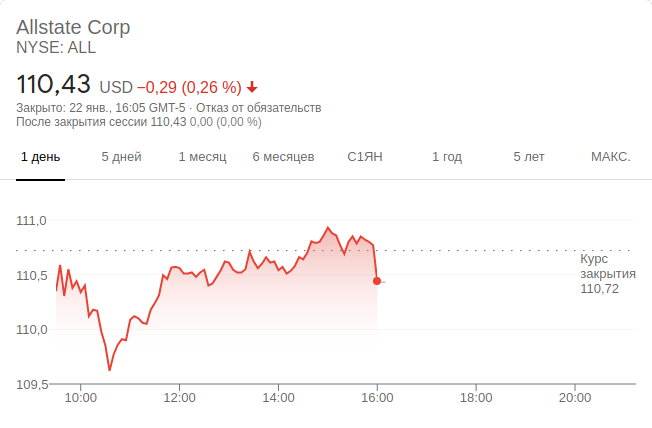 Allstate Corp
NYSE: ALL
110,43 USD −0,29 (0,26 %)
Закрыто: 22 янв., 16:05 GMT-5 · Отказ от обязательств
После закрытия сессии 110,43 0,00 (0,00 %)
1 день 5 дней 1 месяц 6 месяцев С1ЯН 1 год 5 лет МАКС.
111,0
110,5
110,0
109,5
Курс
закрытия
110,72
10:00 12:00 14:00 16:00 18:00 20:00